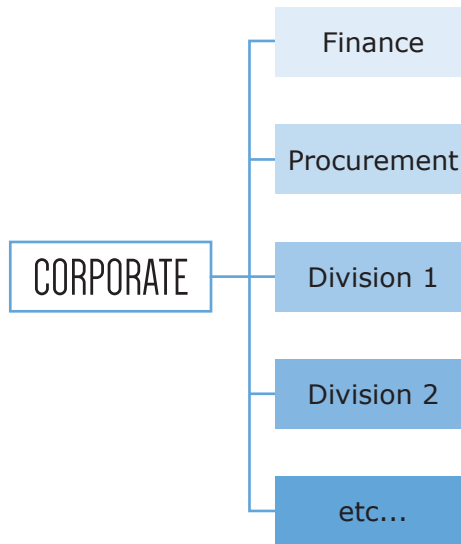 Finance
Procurement
CORPORATE
Division 1
Division 2
etc...